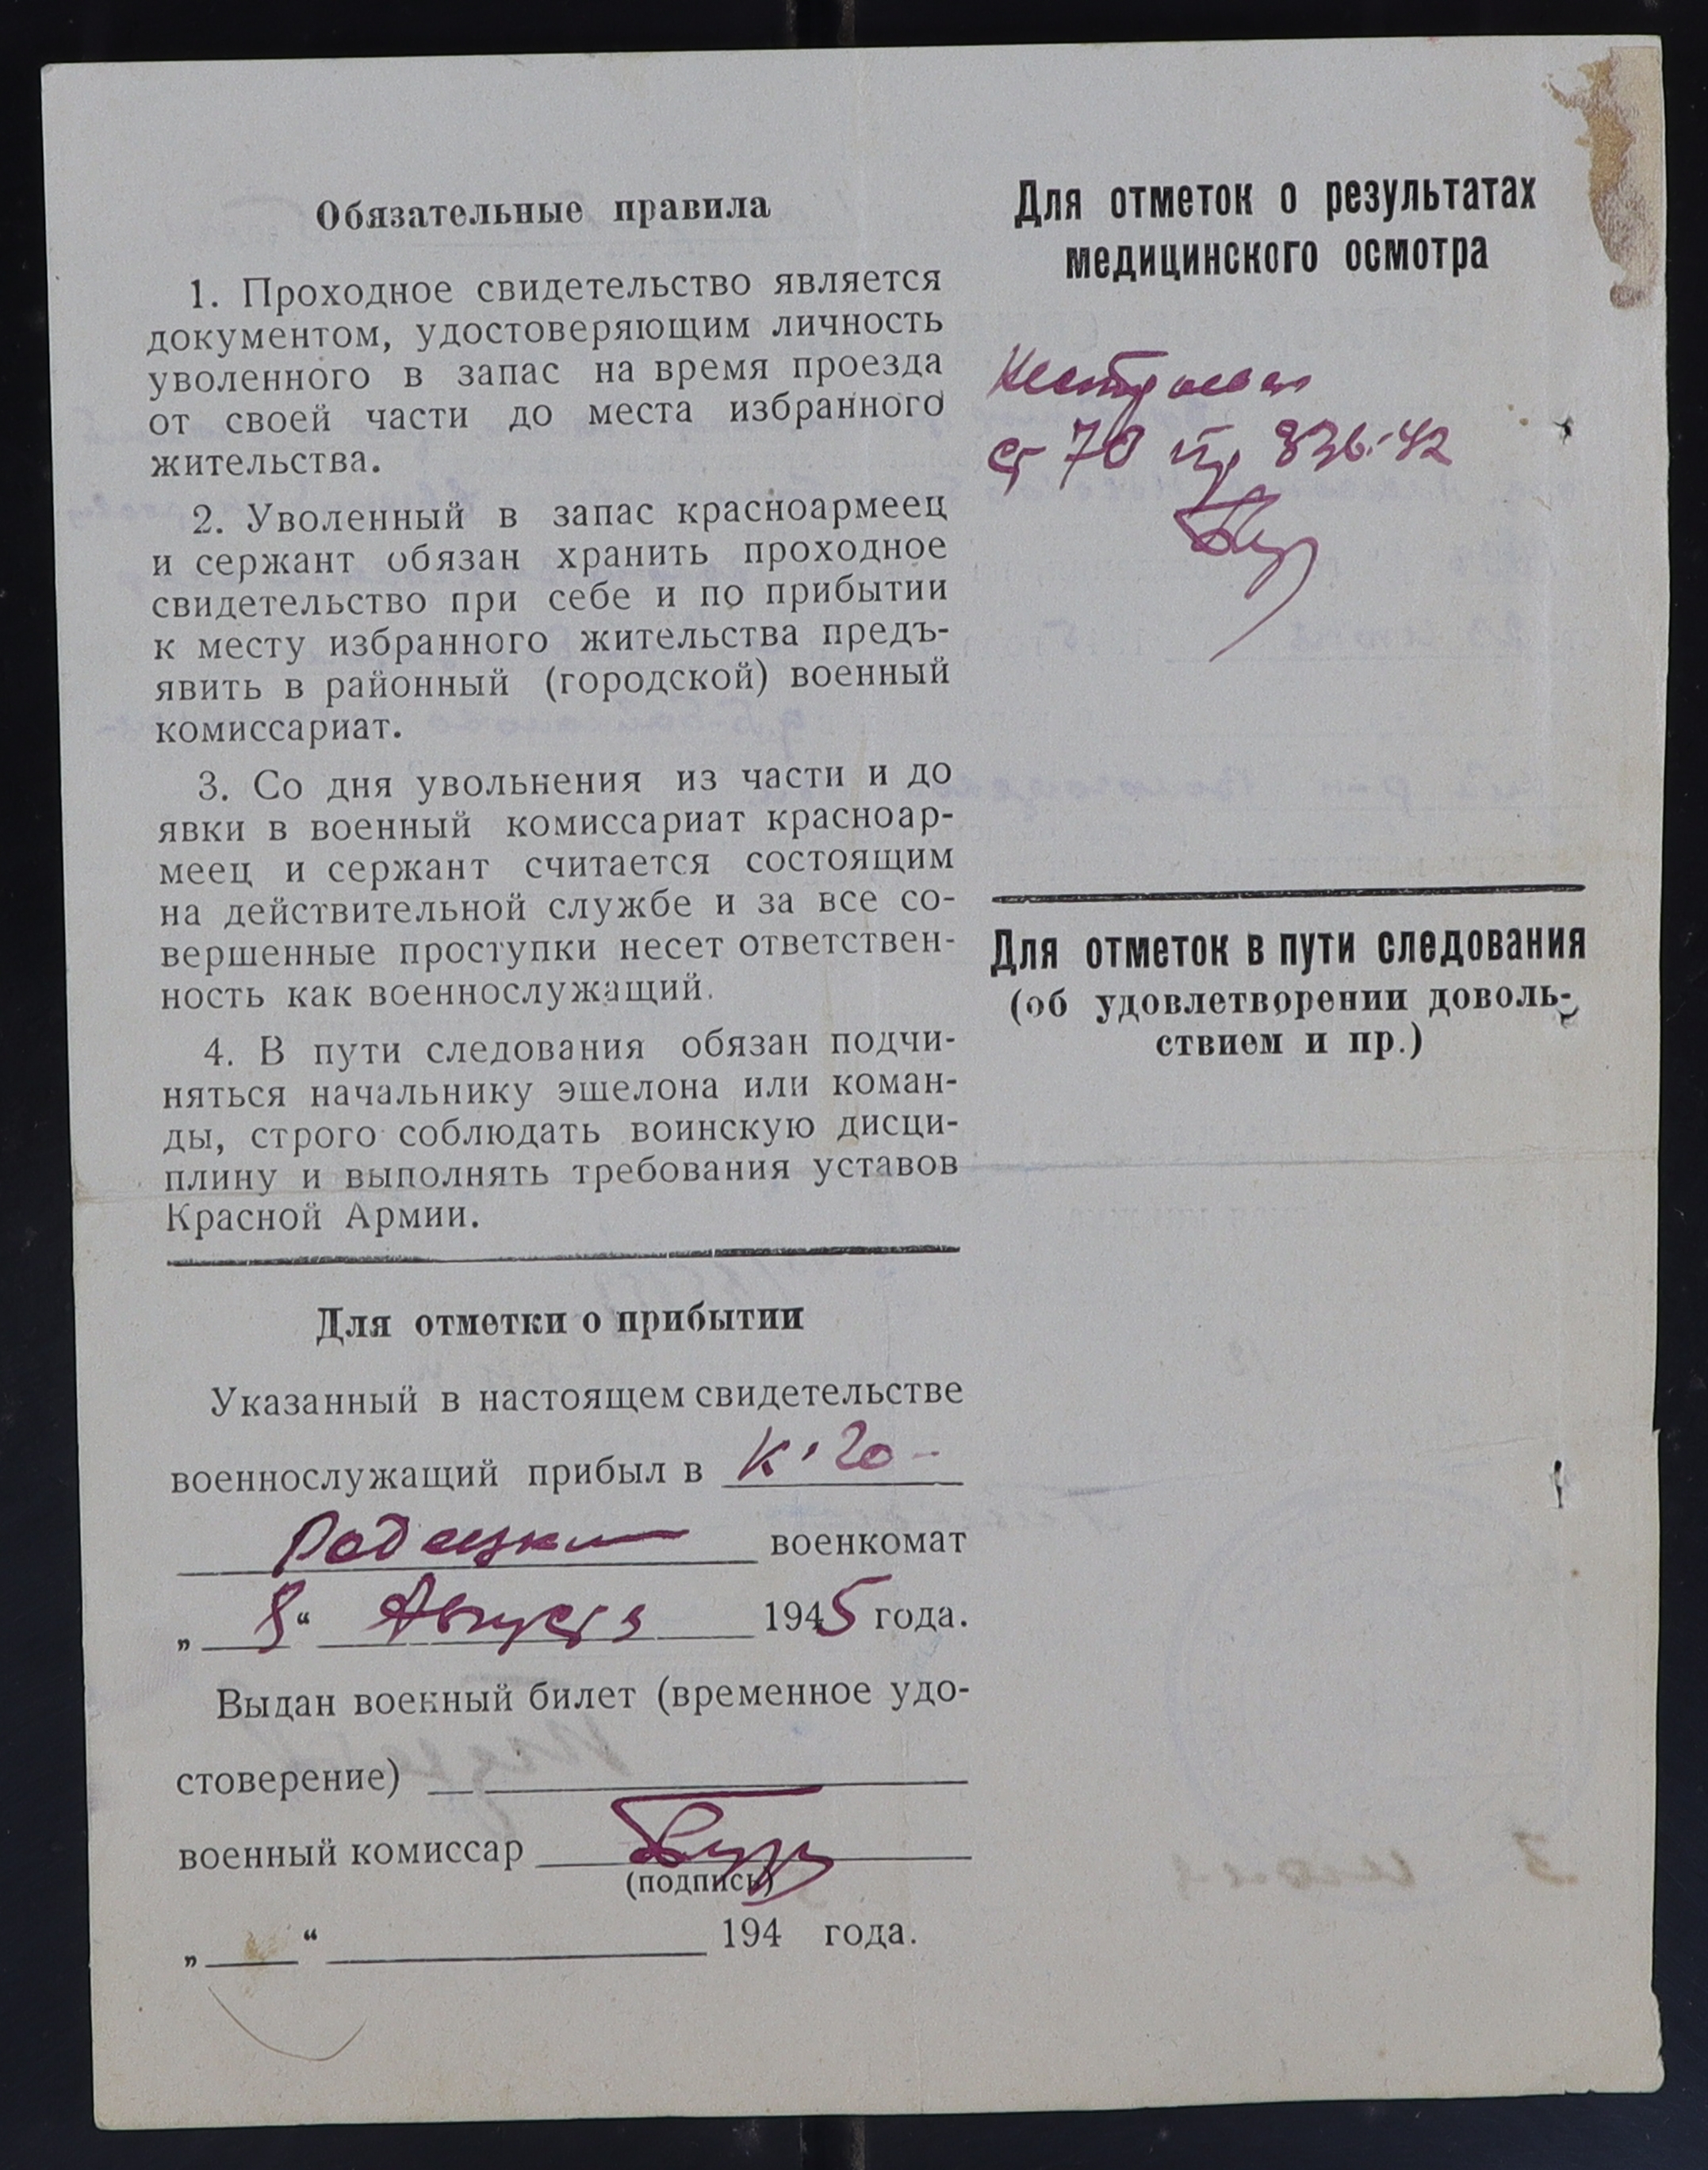 Обязательные правила
1. Проходное свидетельство является
документом, удостоверяющим личность
уволенного в запас на время проезда
от своей части до места избранного
жительства.
2. Уволенный в запас красноармеец
и сержант обязан хранить проходное
свидетельство при себе и по прибытии
к месту избранного жительства предъ-
явить в районный (городской) военный
комиссариат.
3. Со дня увольнения из части и до
явки в военный комиссариат красноар-
меец и сержант считается состоящим
на действительной службе и за все со-
вершенные проступки несет ответствен-
ность как военнослужащий.
4. В пути следования обязан подчи-
няться начальнику эшелона или коман-
ды, строго соблюдать воинскую дисци-
плину и выполнять требования уставов
Красной Армии.
Для отметки о прибытии
Указанный в настоящем свидетельстве
военнослужащий прибыл в
военкомат
„ 8 “ Августа 1945 года.
Выдан военный билет (временное удо-
стоверение)
военный комиссар
(подпись)
„ “ 194 года.
Для отметок о результатах
медицинского осмотра
ст 70 пр 336-42
Для отметок в пути следования
(об удовлетворении доволь-
ствием и пр.)